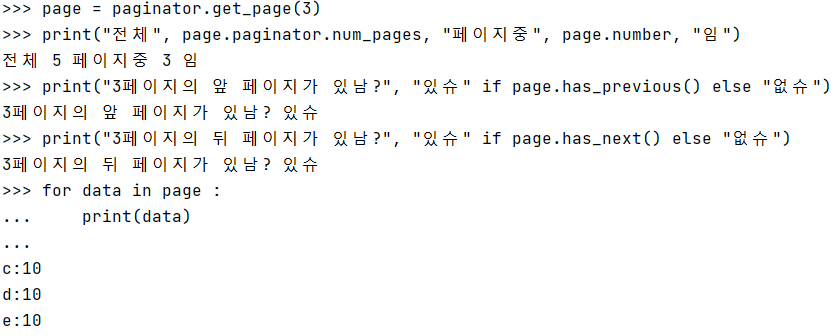 >>> page = paginator.get_page(3)
>>> print("전체", page.paginator.num_pages, "페이지중", page.number, "임")
전체 5 페이지중 3 임
>>> print("3페이지의 앞 페이지가 있남?", "있슈" if page.has_previous() else "없슈")
3페이지의 앞 페이지가 있남? 있슈
>>> print("3페이지의 뒤 페이지가 있남?", "있슈" if page.has_next() else "없슈")
3페이지의 뒤 페이지가 있남? 있슈
>>> for data in page :
...     print(data)
...
c:10
d:10
e:10